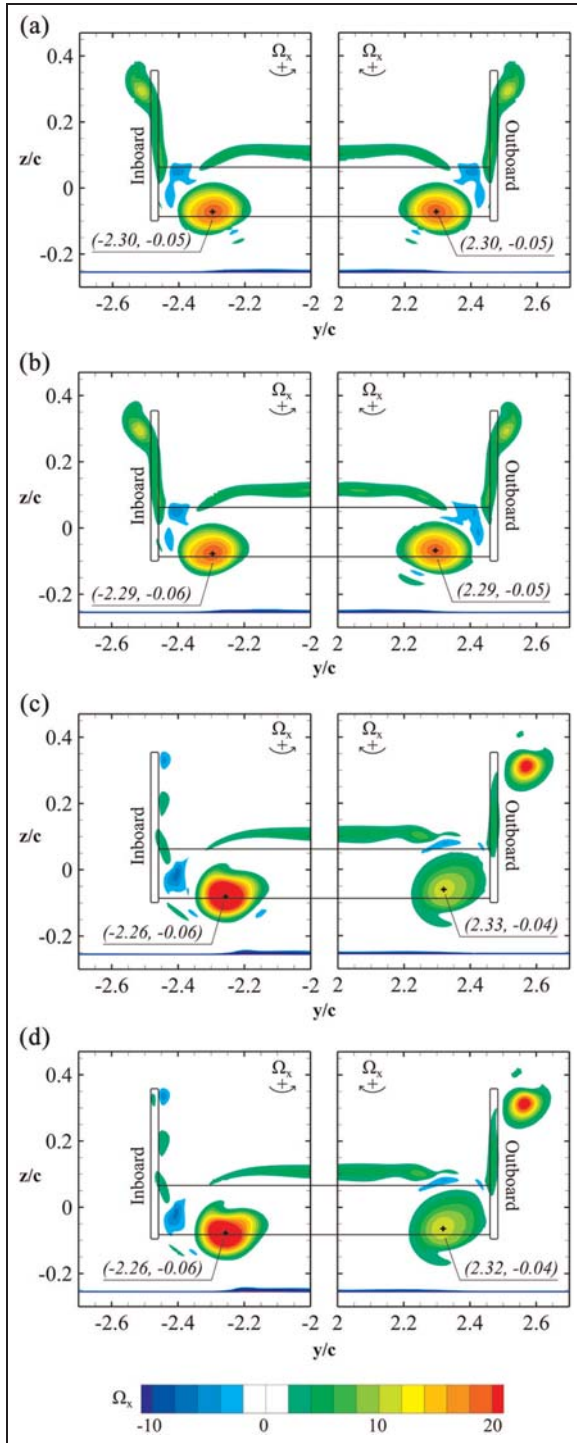 (a)
Ωx
Ωx
0.4
z/c
0.2
0
-0.2
Inboard
Outboard
(-2.30, -0.05)
(2.30, -0.05)
-2.6 -2.4 -2.2 -2 2 2.2 2.4 2.6
y/c
(b)
Ωx
Ωx
0.4
z/c
0.2
0
-0.2
Inboard
Outboard
(-2.29, -0.06)
(2.29, -0.05)
-2.6 -2.4 -2.2 -2 2 2.2 2.4 2.6
y/c
(c)
Ωx
Ωx
0.4
z/c
0.2
0
-0.2
Inboard
Outboard
(-2.26, -0.06)
(2.33, -0.04)
-2.6 -2.4 -2.2 -2 2 2.2 2.4 2.6
y/c
(d)
Ωx
Ωx
0.4
z/c
0.2
0
-0.2
Inboard
Outboard
(-2.26, -0.06)
(2.32, -0.04)
-2.6 -2.4 -2.2 -2 2 2.2 2.4 2.6
y/c
Ωx
-10 0 10 20